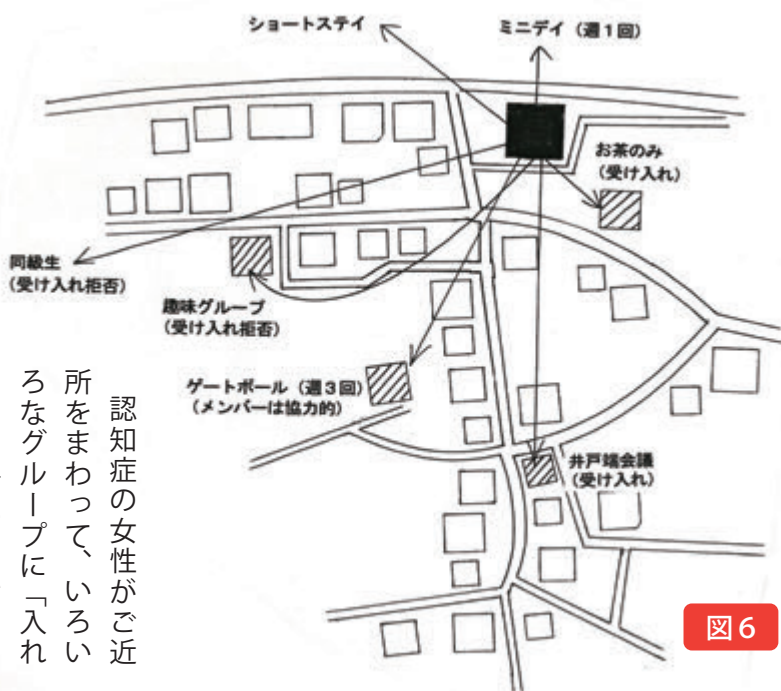 ショートステイ
ミニデイ（週1回）
お茶のみ
（受け入れ）
同級生
（受け入れ拒否）
趣味グループ
（受け入れ拒否）
ゲートボール（週3回）
（メンバーは協力的）
井戸端会議
（受け入れ）
認知症の女性がご近
所をまわって、いろい
ろなグループに「入れ
図6